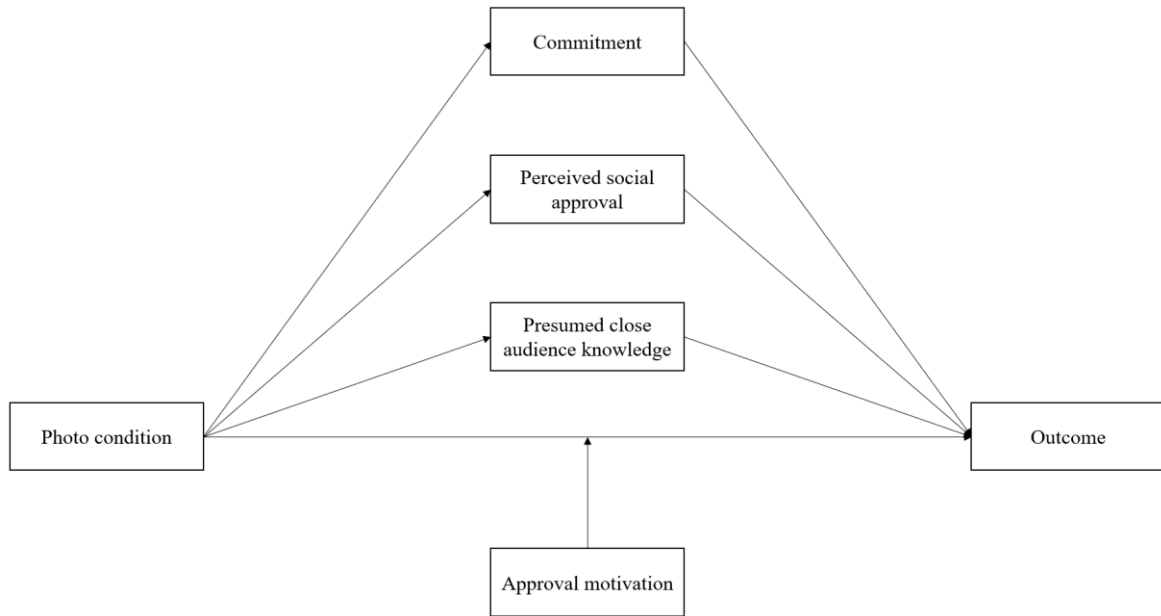 Commitment
Perceived social
approval
Presumed close
audience knowledge
Photo condition
Outcome
Approval motivation